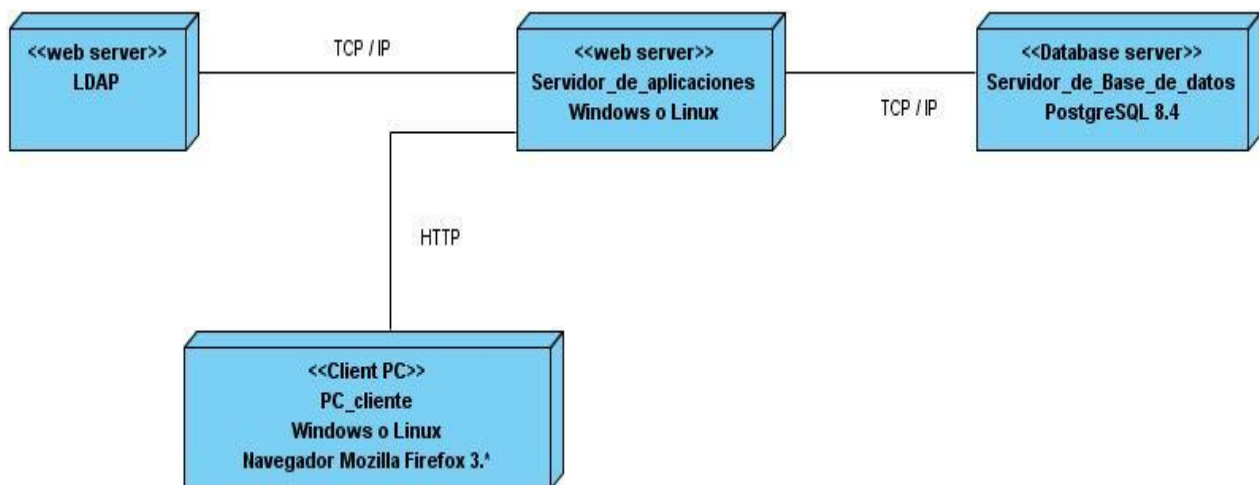 <<web server>>
LDAP
TCP / IP
<<web server>>
Servidor_de_aplicaciones
Windows o Linux
TCP / IP
<<Database server>>
Servidor_de_Base_de_datos
PostgreSQL 8.4
HTTP
<<Client PC>>
PC_cliente
Windows o Linux
Navegador Mozilla Firefox 3.*